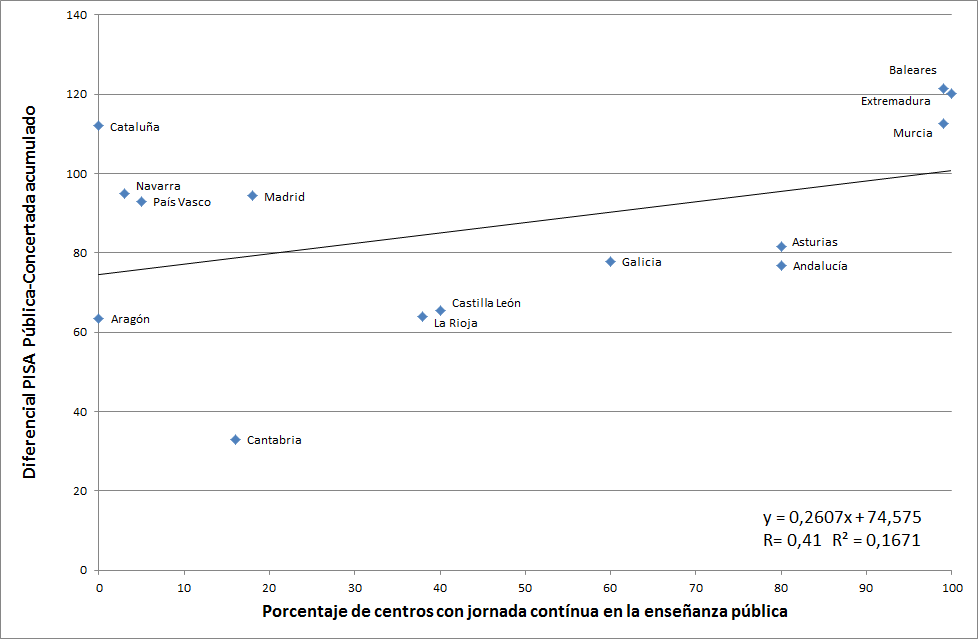 140
120
100
80
60
40
20
0
Diferencial PISA Pública-Concertada acumulado
Baleares
Extremadura
Murcia
Cataluña
Navarra
País Vasco
Madrid
Asturias
Andalucía
Galicia
Castilla León
La Rioja
Aragón
Cantabria
y = 0,2607x + 74,575
R= 0,41 R² = 0,1671
0 10 20 30 40 50 60 70 80 90 100
Porcentaje de centros con jornada contínua en la enseñanza pública